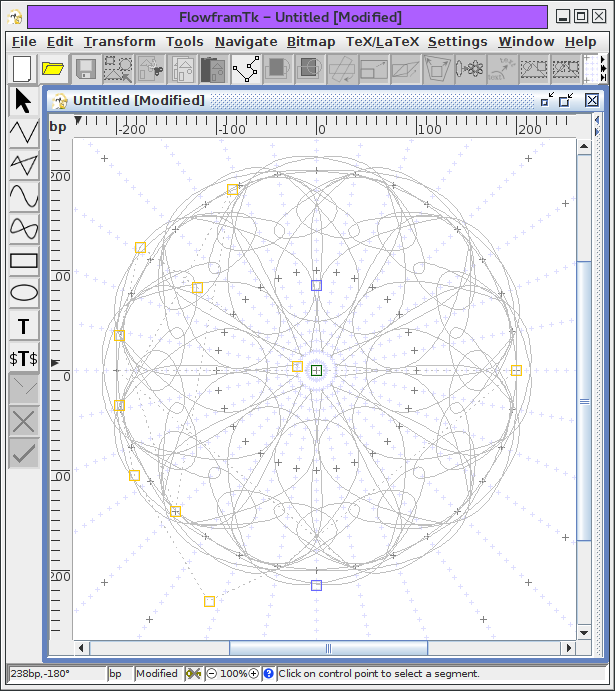 FlowframTk – Untitled [Modified]
File Edit Transform Tools Navigate Bitmap TeX/LaTeX Settings Window Help
Untitled [Modified]
bp -200 -100 0 100 200
200
100
0
100
200
T
$T$
238bp,-180° bp Modified 100% ? Click on control point to select a segment.